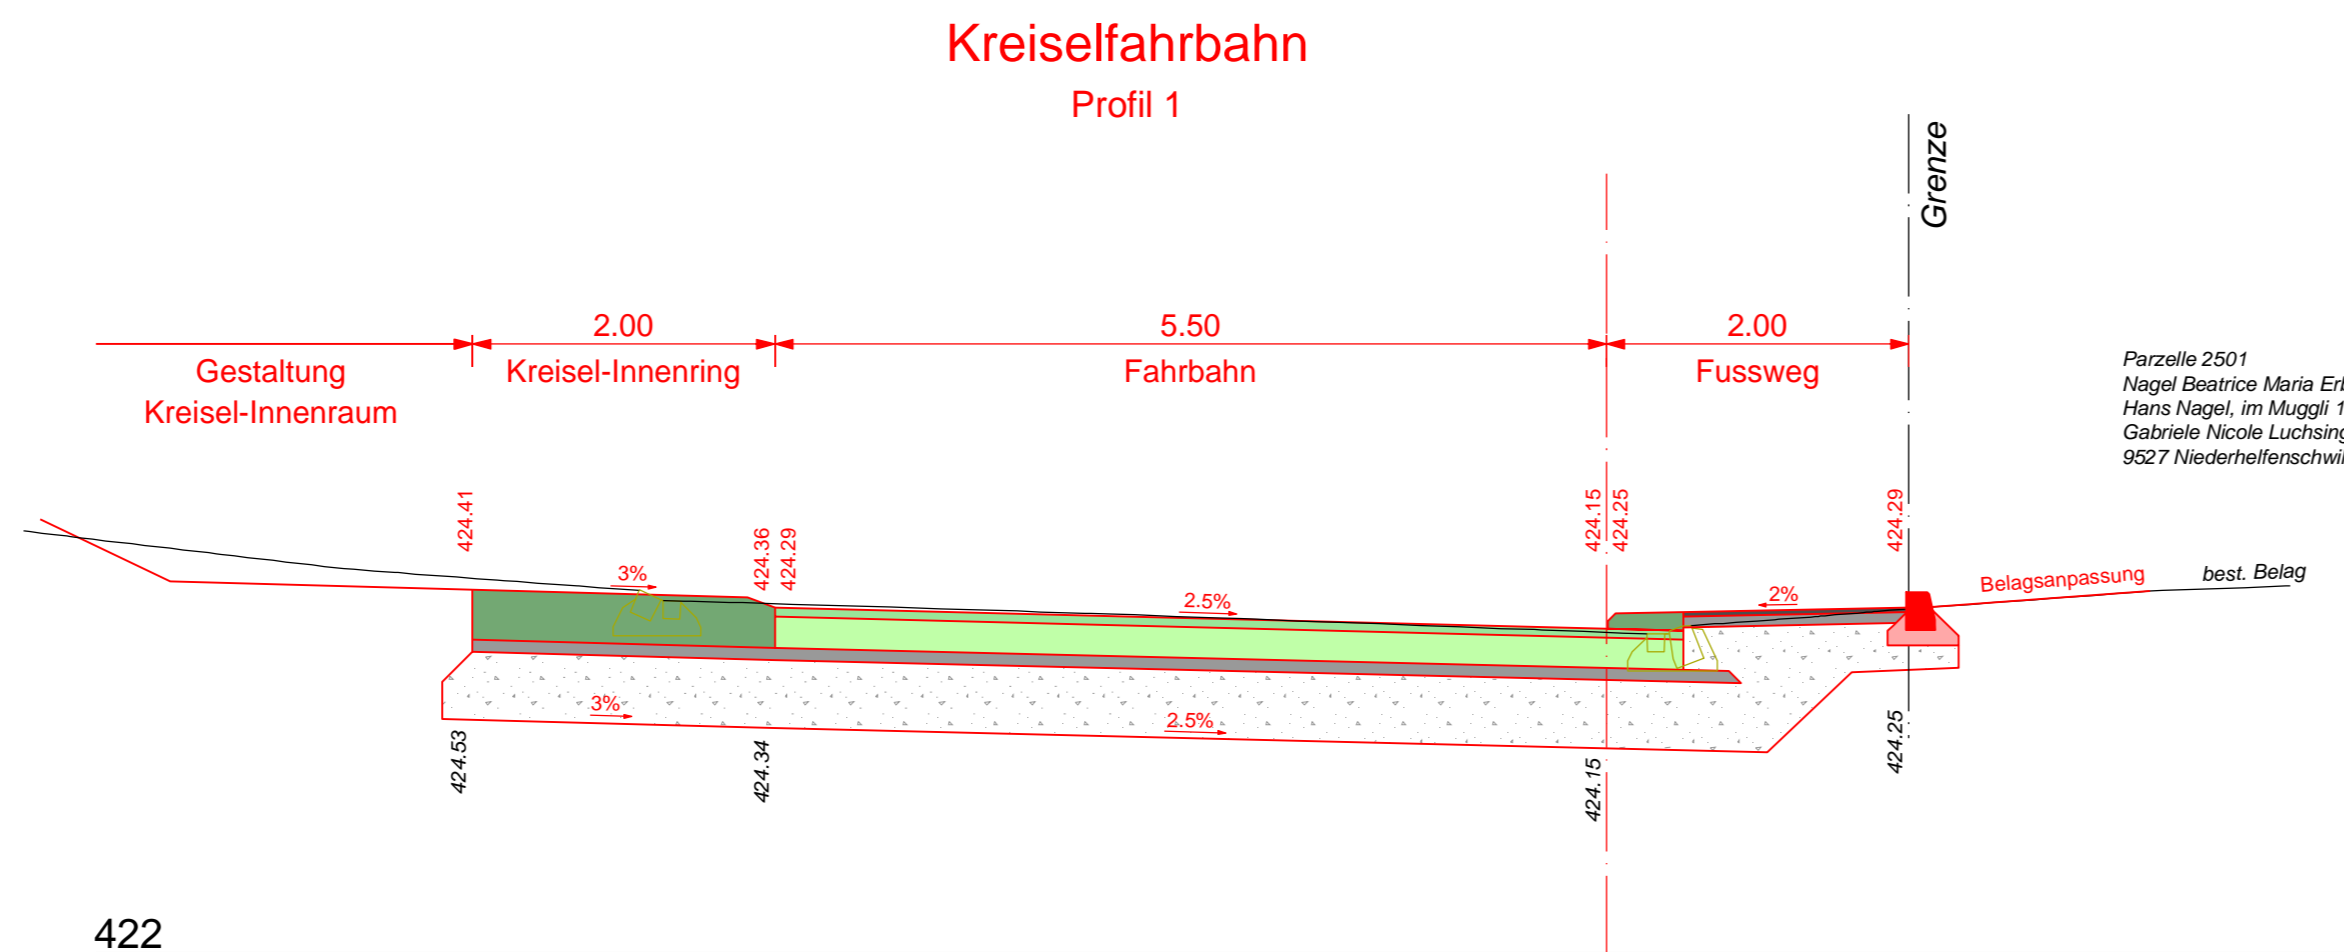 Kreiselfahrbahn
Profil 1
Grenze
2.00
5.50
2.00
Gestaltung
Kreisel-Innenraum
Kreisel-Innenring
Fahrbahn
Fussweg
Parzelle 2501
Nagel Beatrice Maria
Hans Nagel, im Muggli
Gabriele Nicole
9527
424.41
424.36
424.29
424.15
424.25
424.29
3%
2.5%
2%
Belagsanpassung
best. Belag
3%
2.5%
424.53
424.34
424.15
424.25
422